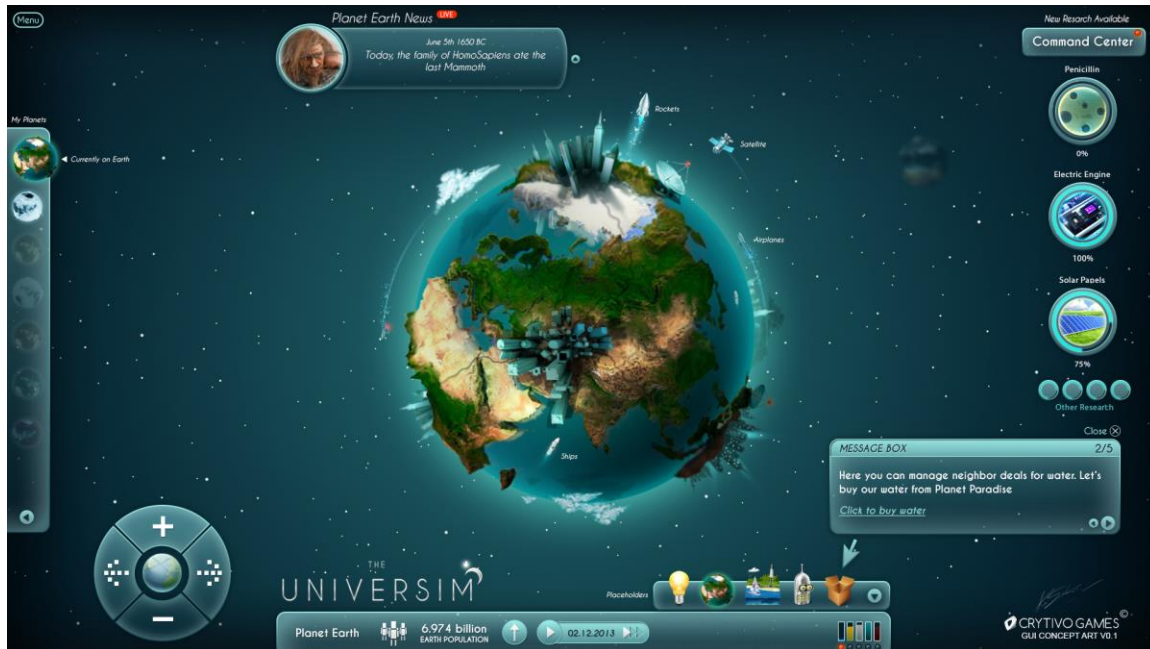 Menu
Planet Earth News LIVE
June 5th 1650 BC
Today, the family of HomoSapiens ate the
last Mammoth
New Resarch Available
Command Center
My Planets
Currently on Earth
Rockets
Satellite
Airplanes
Ships
Penicillin
0%
Electric Engine
100%
Solar Papels
75%
Other Research
Close
MESSAGE BOX 2/5
Here you can manage neighbor deals for water. Let's
buy our water from Planet Paradise
Click to buy water
THE
UNIVERSIM
Placeholders
Planet Earth
6.974 billion
EARTH POPULATION
02.12.2013
CRYTIVO GAMES ©
GUI CONCEPT ART V0.1